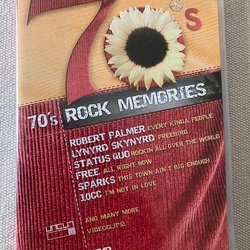 70's
70's ROCK MEMORIES
ROBERT PALMER EVERY KINDA PEOPLE
LYNYRD SKYNYRD FREEBIRD
STATUS QUO ROCKIN ALL OVER THE WORLD
FREE ALL RIGHT NOW
SPARKS THIS TOWN AIN'T BIG ENOUGH
10CC I'M NOT IN LOVE
AND MANY MORE
VIDEOCLIPS!